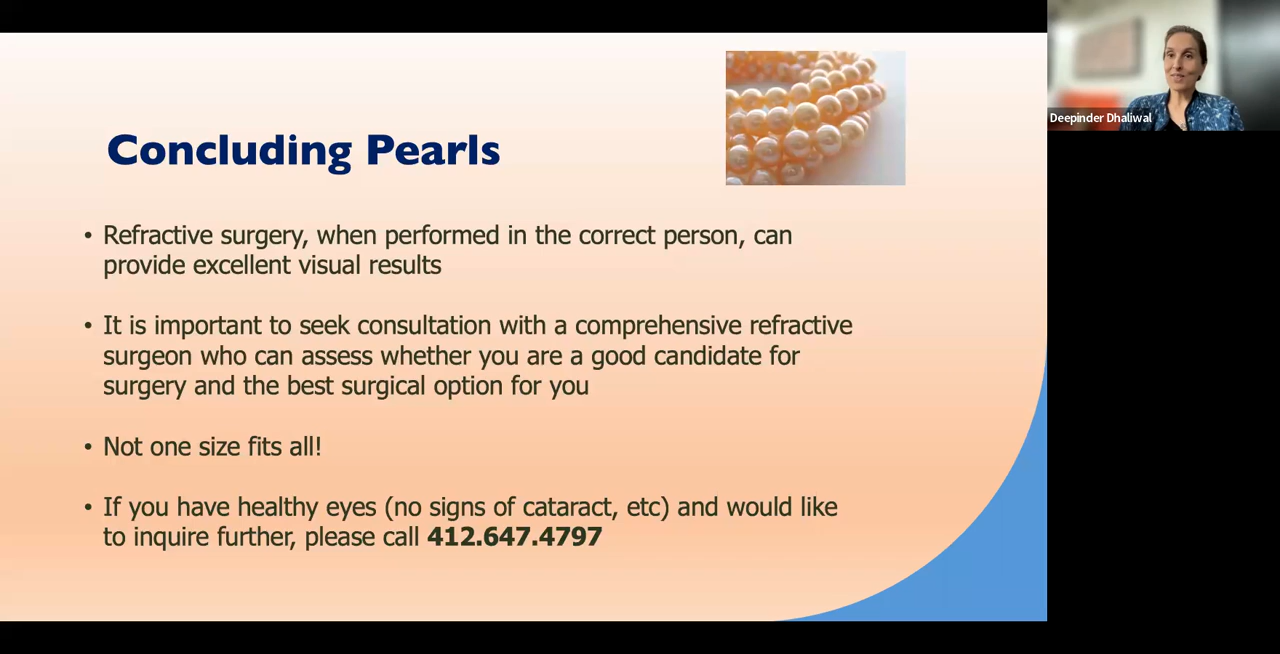 Concluding Pearls
• Refractive surgery, when performed in the correct person, can
provide excellent visual results
• It is important to seek consultation with a comprehensive refractive
surgeon who can assess whether you are a good candidate for
surgery and the best surgical option for you
• Not one size fits all!
• If you have healthy eyes (no signs of cataract, etc) and would like
to inquire further, please call 412.647.4797
Deepinder Dhaliwal